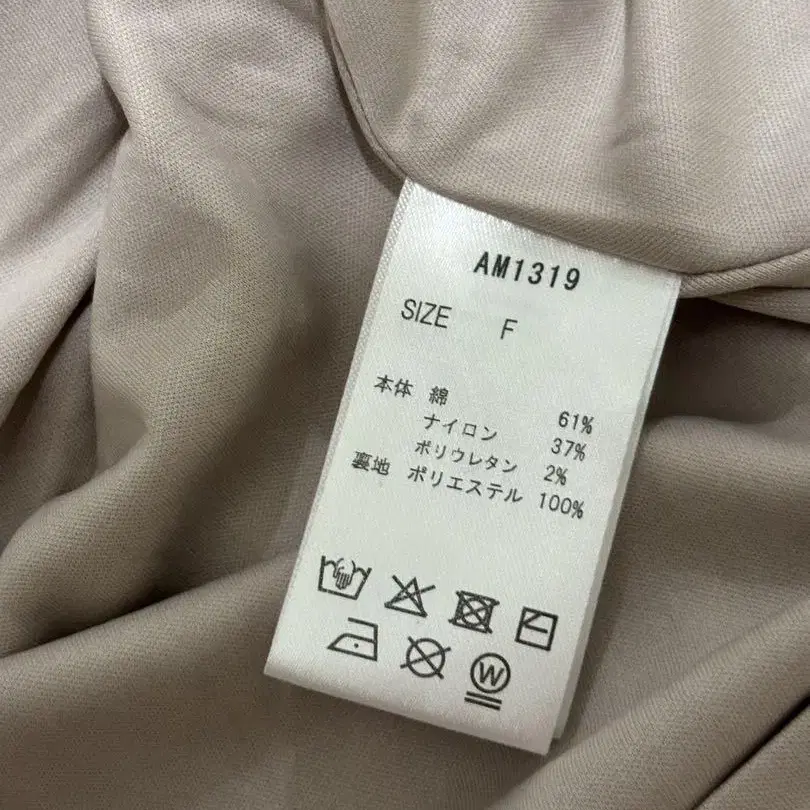 AM1319
SIZE F
本体 綿 61%
ナイロン 37%
ポリウレタン 2%
裏地 ポリエステル 100%
W